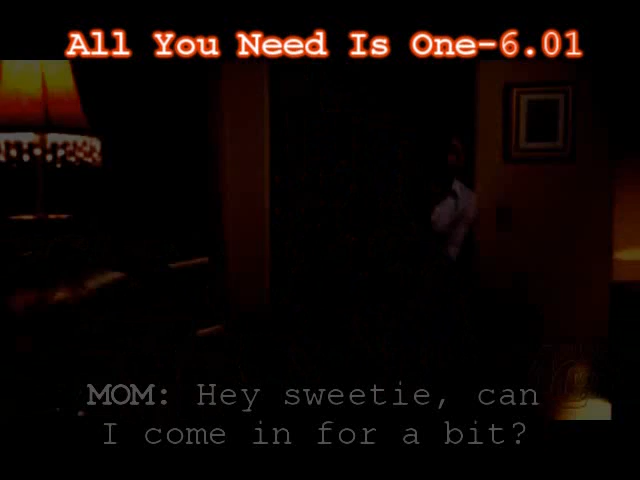 All You Need Is One-6.01
MOM: Hey sweetie, can
I come in for a bit?